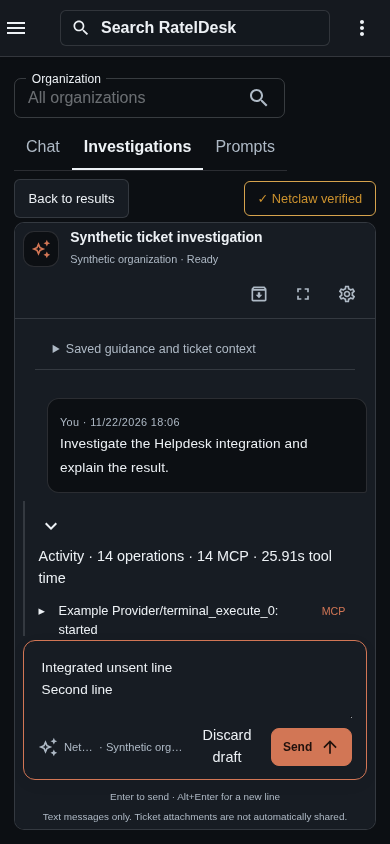 Search RatelDesk
Organization
All organizations
Chat Investigations Prompts
Back to results
✓ Netclaw verified
Synthetic ticket investigation
Synthetic organization · Ready
▶ Saved guidance and ticket context
You · 11/22/2026 18:06
Investigate the Helpdesk integration and
explain the result.
Activity · 14 operations · 14 MCP · 25.91s tool
time
▶ Example Provider/terminal_execute_0: MCP
started
Integrated unsent line
Second line
Net… · Synthetic org…
Discard
draft
Send
Enter to send · Alt+Enter for a new line
Text messages only. Ticket attachments are not automatically shared.